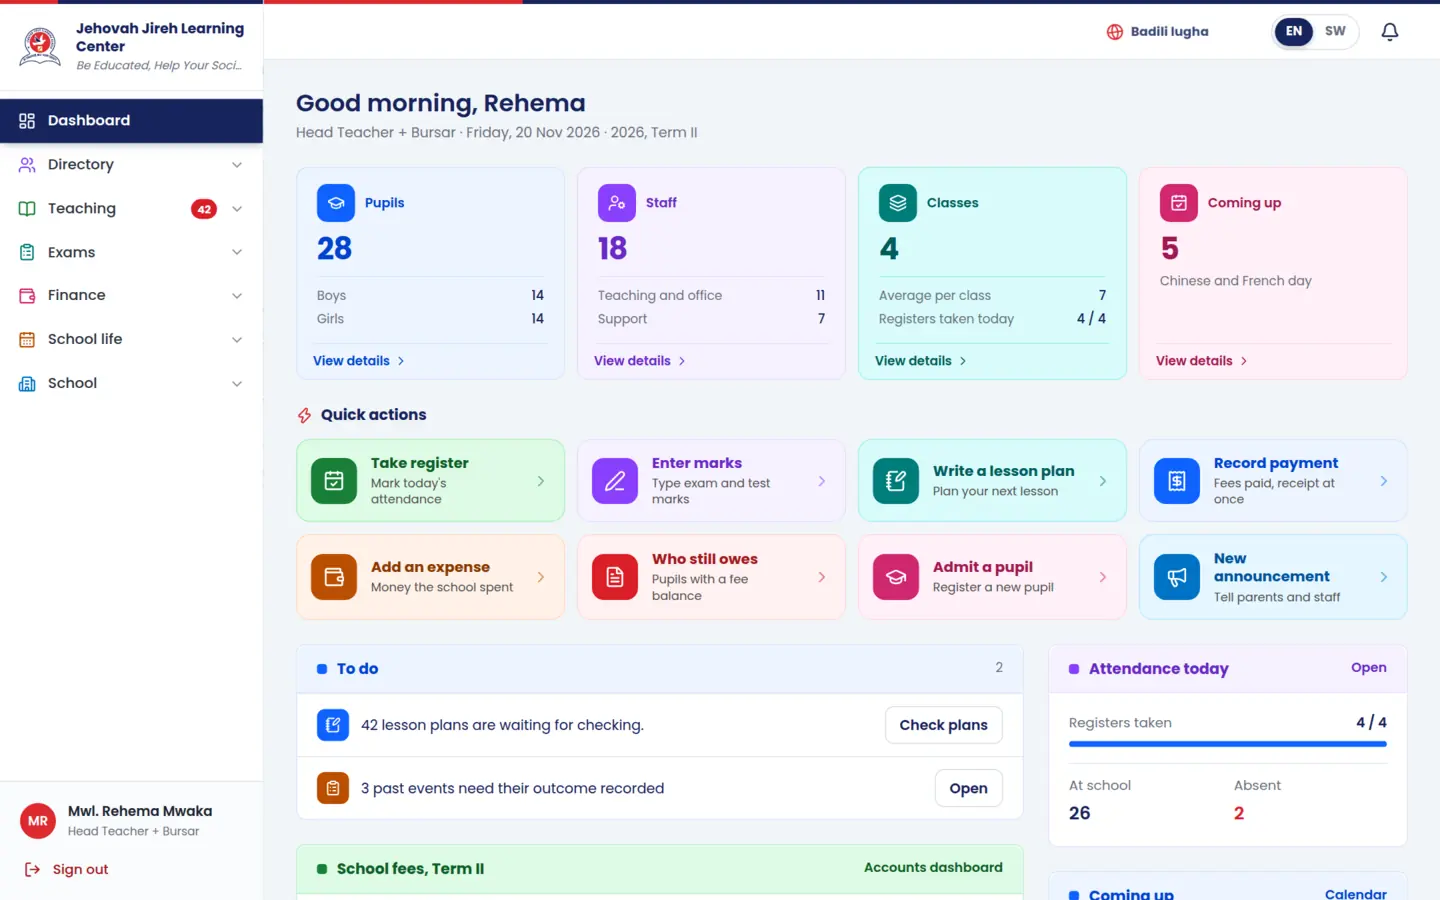 Jehovah Jireh Learning
Center
Be Educated, Help Your Soci...
Badili lugha
EN
SW
Dashboard
Directory
Teaching
42
Exams
Finance
School life
School
Mwl. Rehema Mwaka
MR
Head Teacher + Bursar
Sign out
Good morning, Rehema
Head Teacher + Bursar · Friday, 20 Nov 2026 · 2026, Term II
Pupils
28
Boys 14
Girls 14
View details
Staff
18
Teaching and office 11
Support 7
View details
Classes
4
Average per class 7
Registers taken today 4 / 4
View details
Coming up
5
Chinese and French day
View details
Quick actions
Take register
Mark today's
attendance
Enter marks
Type exam and test
marks
Write a lesson plan
Plan your next lesson
Record payment
Fees paid, receipt at
once
Add an expense
Money the school spent
Who still owes
Pupils with a fee
balance
Admit a pupil
Register a new pupil
New
announcement
Tell parents and staff
To do 2
42 lesson plans are waiting for checking.
Check plans
3 past events need their outcome recorded
Open
School fees, Term II
Accounts dashboard
Attendance today
Open
Registers taken 4 / 4
At school
26
Absent
2
Coming up
Calendar